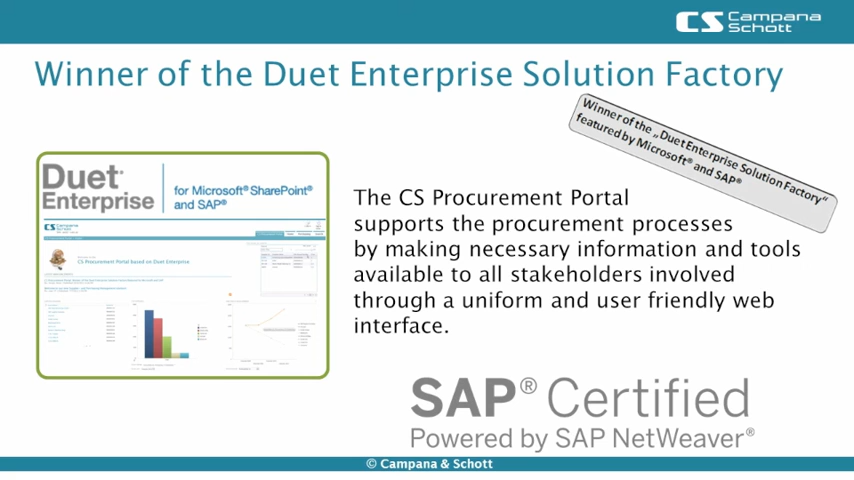 CS Campana
Schott
Winner of the Duet Enterprise Solution Factory
Winner of the „Duet Enterprise Solution Factory“
featured by Microsoft® and SAP®
Duet®
Enterprise
for Microsoft® SharePoint®
and SAP®
CS Campana
Schott
CS-Procurement Portal based on Duet Enterprise
The CS Procurement Portal
supports the procurement processes
by making necessary information and tools
available to all stakeholders involved
through a uniform and user friendly web
interface.
SAP® Certified
Powered by SAP NetWeaver®
© Campana & Schott